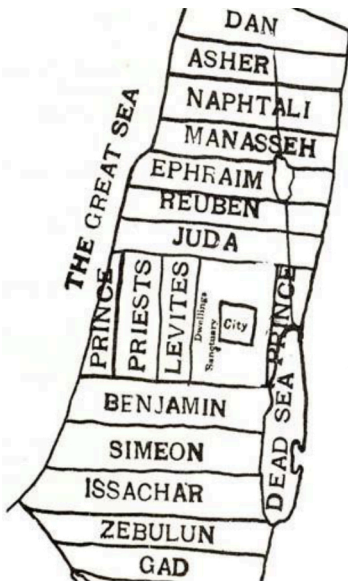 DAN
ASHER
NAPHTALI
MANASSEH
EPHRAIM
REUBEN
JUDA
THE GREAT SEA
PRINCE
PRIESTS
LEVITES
Dwellings
Sanctuary
City
PRINCE
DEAD SEA
BENJAMIN
SIMEON
ISSACHAR
ZEBULUN
GAD